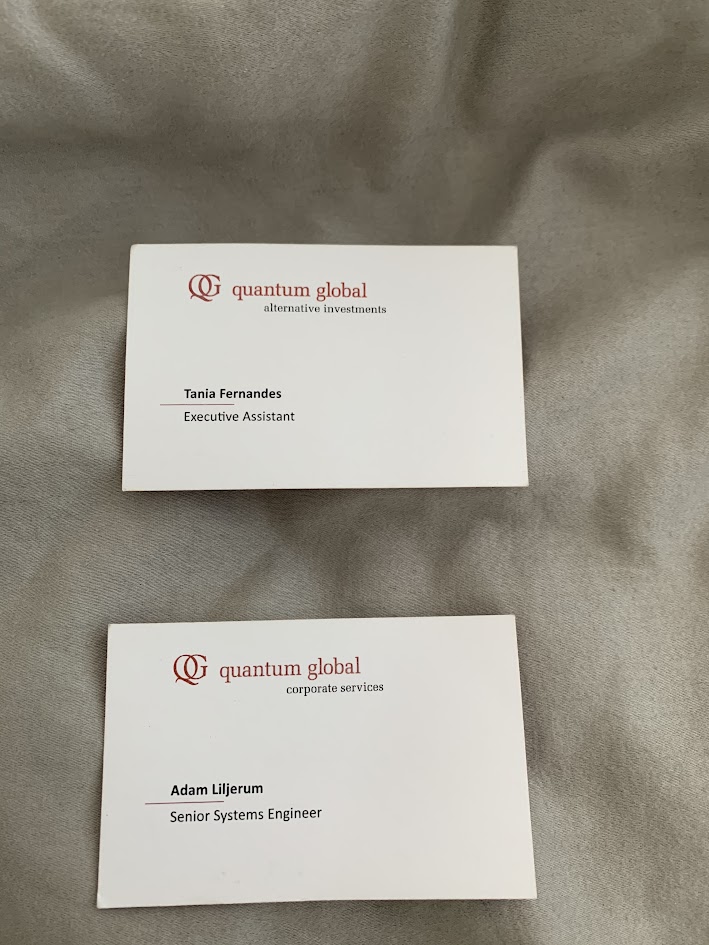 QG quantum global
alternative investments
Tania Fernandes
Executive Assistant
QG quantum global
corporate services
Adam Liljerum
Senior Systems Engineer